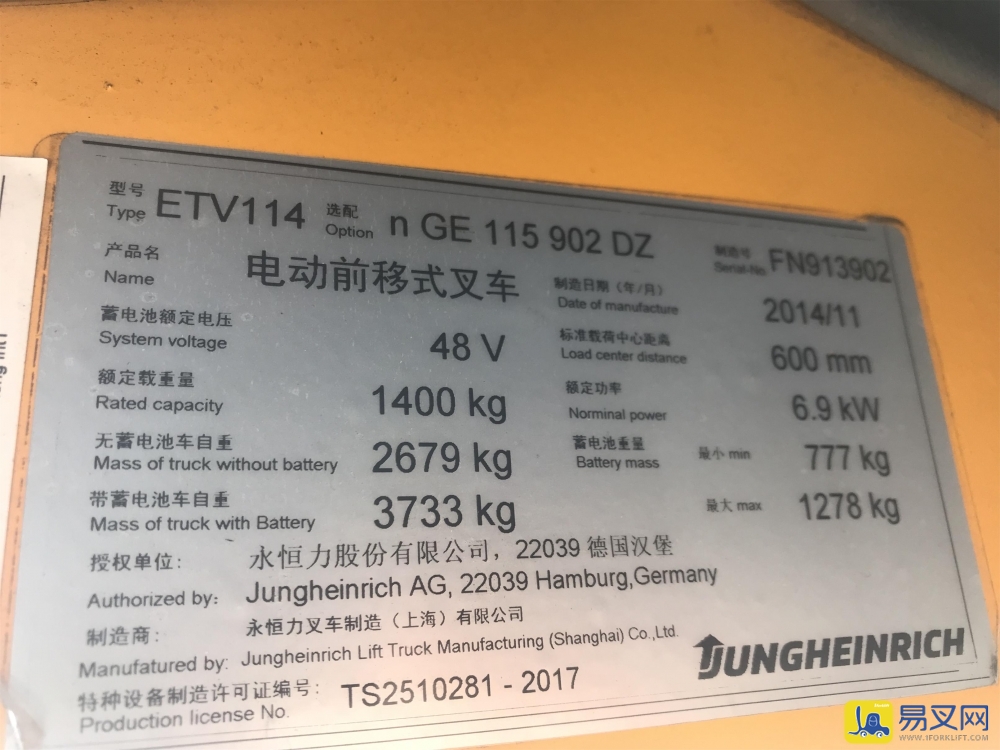 型号 ETV114 选配 n GE 115 902 DZ 制造号 FN913902
Type Option Serial-No
产品名 电动前移式叉车 制造日期（年/月） 2014/11
Name Date of manufacture
蓄电池额定电压 48 V 标准载荷中心距离 600 mm
System voltage Load center distance
额定载重量 1400 kg 额定功率 6.9 kW
Rated capacity Norminal power
无蓄电池车自重 2679 kg 蓄电池重量 最小 min 777 kg
Mass of truck without battery Battery mass
带蓄电池车自重 3733 kg 最大 max 1278 kg
Mass of truck with Battery
授权单位： 永恒力股份有限公司，22039 德国汉堡
Authorized by: Jungheinrich AG, 22039 Hamburg,Germany
制造商： 永恒力叉车制造（上海）有限公司
Manufatured by: Jungheinrich Lift Truck Manufacturing (Shanghai) Co.,Ltd.
特种设备制造许可证编号： TS2510281 - 2017
Production license No.
JUNGHEINRICH
易叉网
WWW.1FORKLIFT.COM